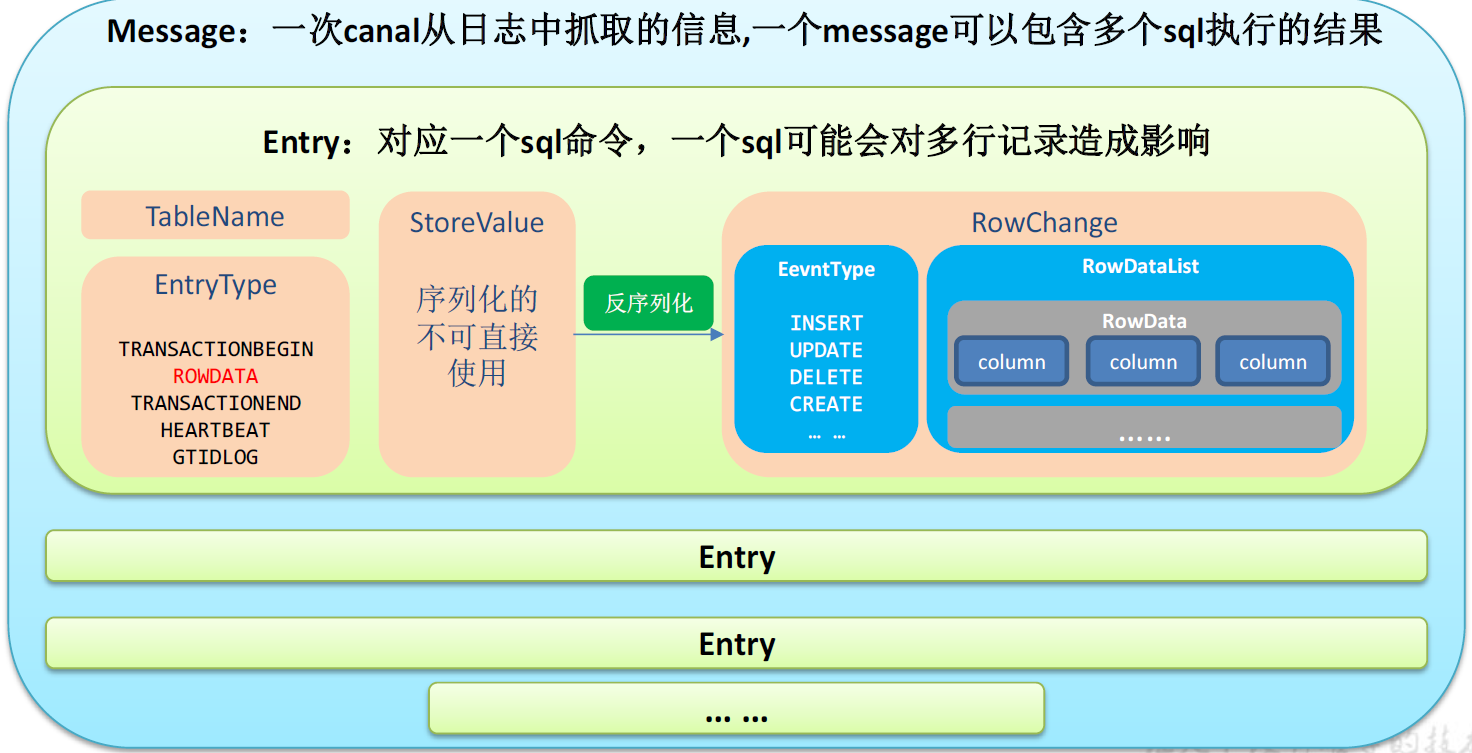 Message：一次canal从日志中抓取的信息,一个message可以包含多个sql执行的结果
Entry：对应一个sql命令，一个sql可能会对多行记录造成影响
TableName
EntryType
TRANSACTIONBEGIN
ROWDATA
TRANSACTIONEND
HEARTBEAT
GTIDLOG
StoreValue
序列化的
不可直接
使用
反序列化
RowChange
EevntType
INSERT
UPDATE
DELETE
CREATE
… …
RowDataList
RowData
column
column
column
……
Entry
Entry
… …
的技